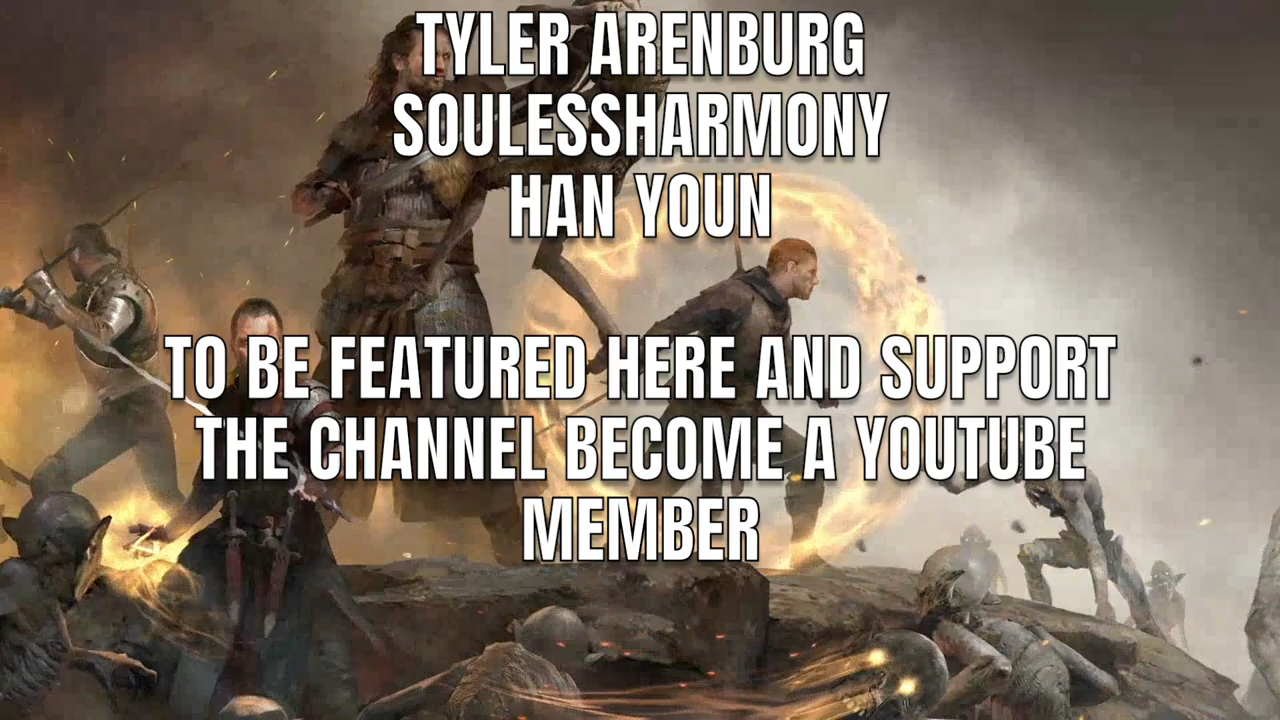 TYLER ARENBURG
SOULESSHARMONY
HAN YOUN
TO BE FEATURED HERE AND SUPPORT
THE CHANNEL BECOME A YOUTUBE
MEMBER